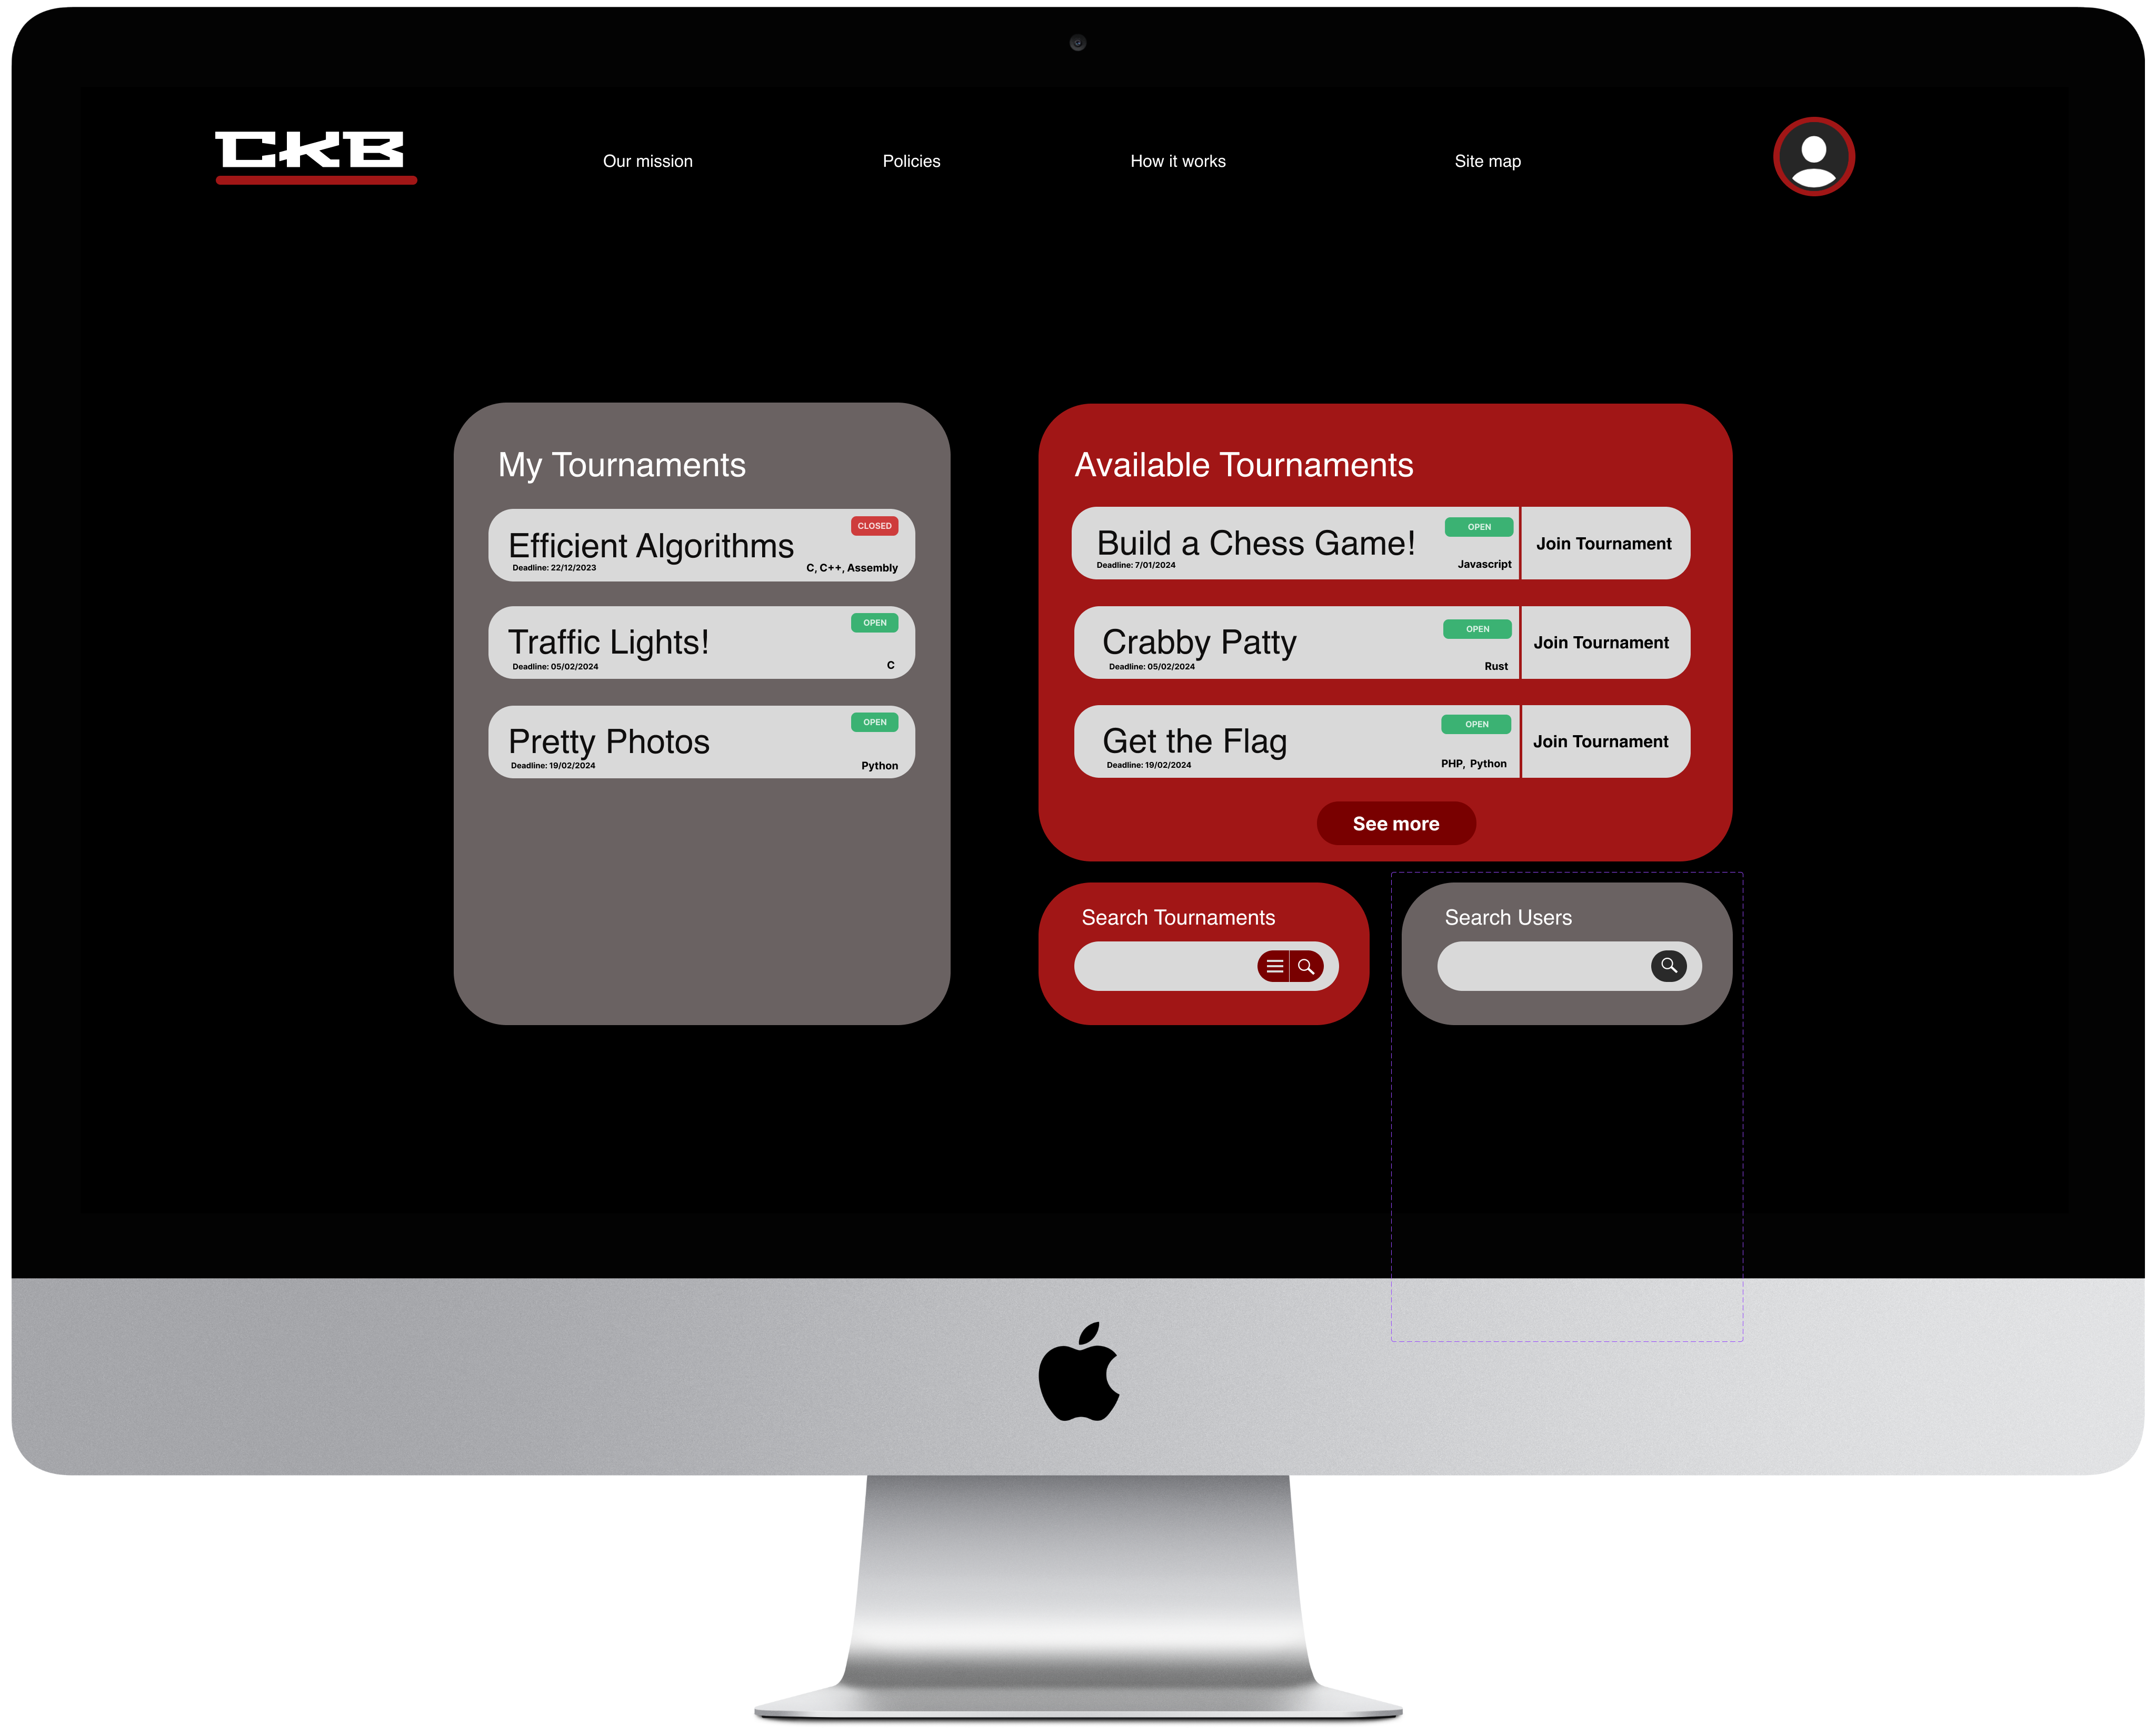 CKB
Our mission
Policies
How it works
Site map
My Tournaments
Efficient Algorithms
CLOSED
Deadline: 22/12/2023
C, C++, Assembly
Traffic Lights!
OPEN
Deadline: 05/02/2024
C
Pretty Photos
OPEN
Deadline: 19/02/2024
Python
Available Tournaments
Build a Chess Game!
OPEN
Deadline: 7/01/2024
Javascript
Join Tournament
Crabby Patty
OPEN
Deadline: 05/02/2024
Rust
Join Tournament
Get the Flag
OPEN
Deadline: 19/02/2024
PHP, Python
Join Tournament
See more
Search Tournaments
Search Users